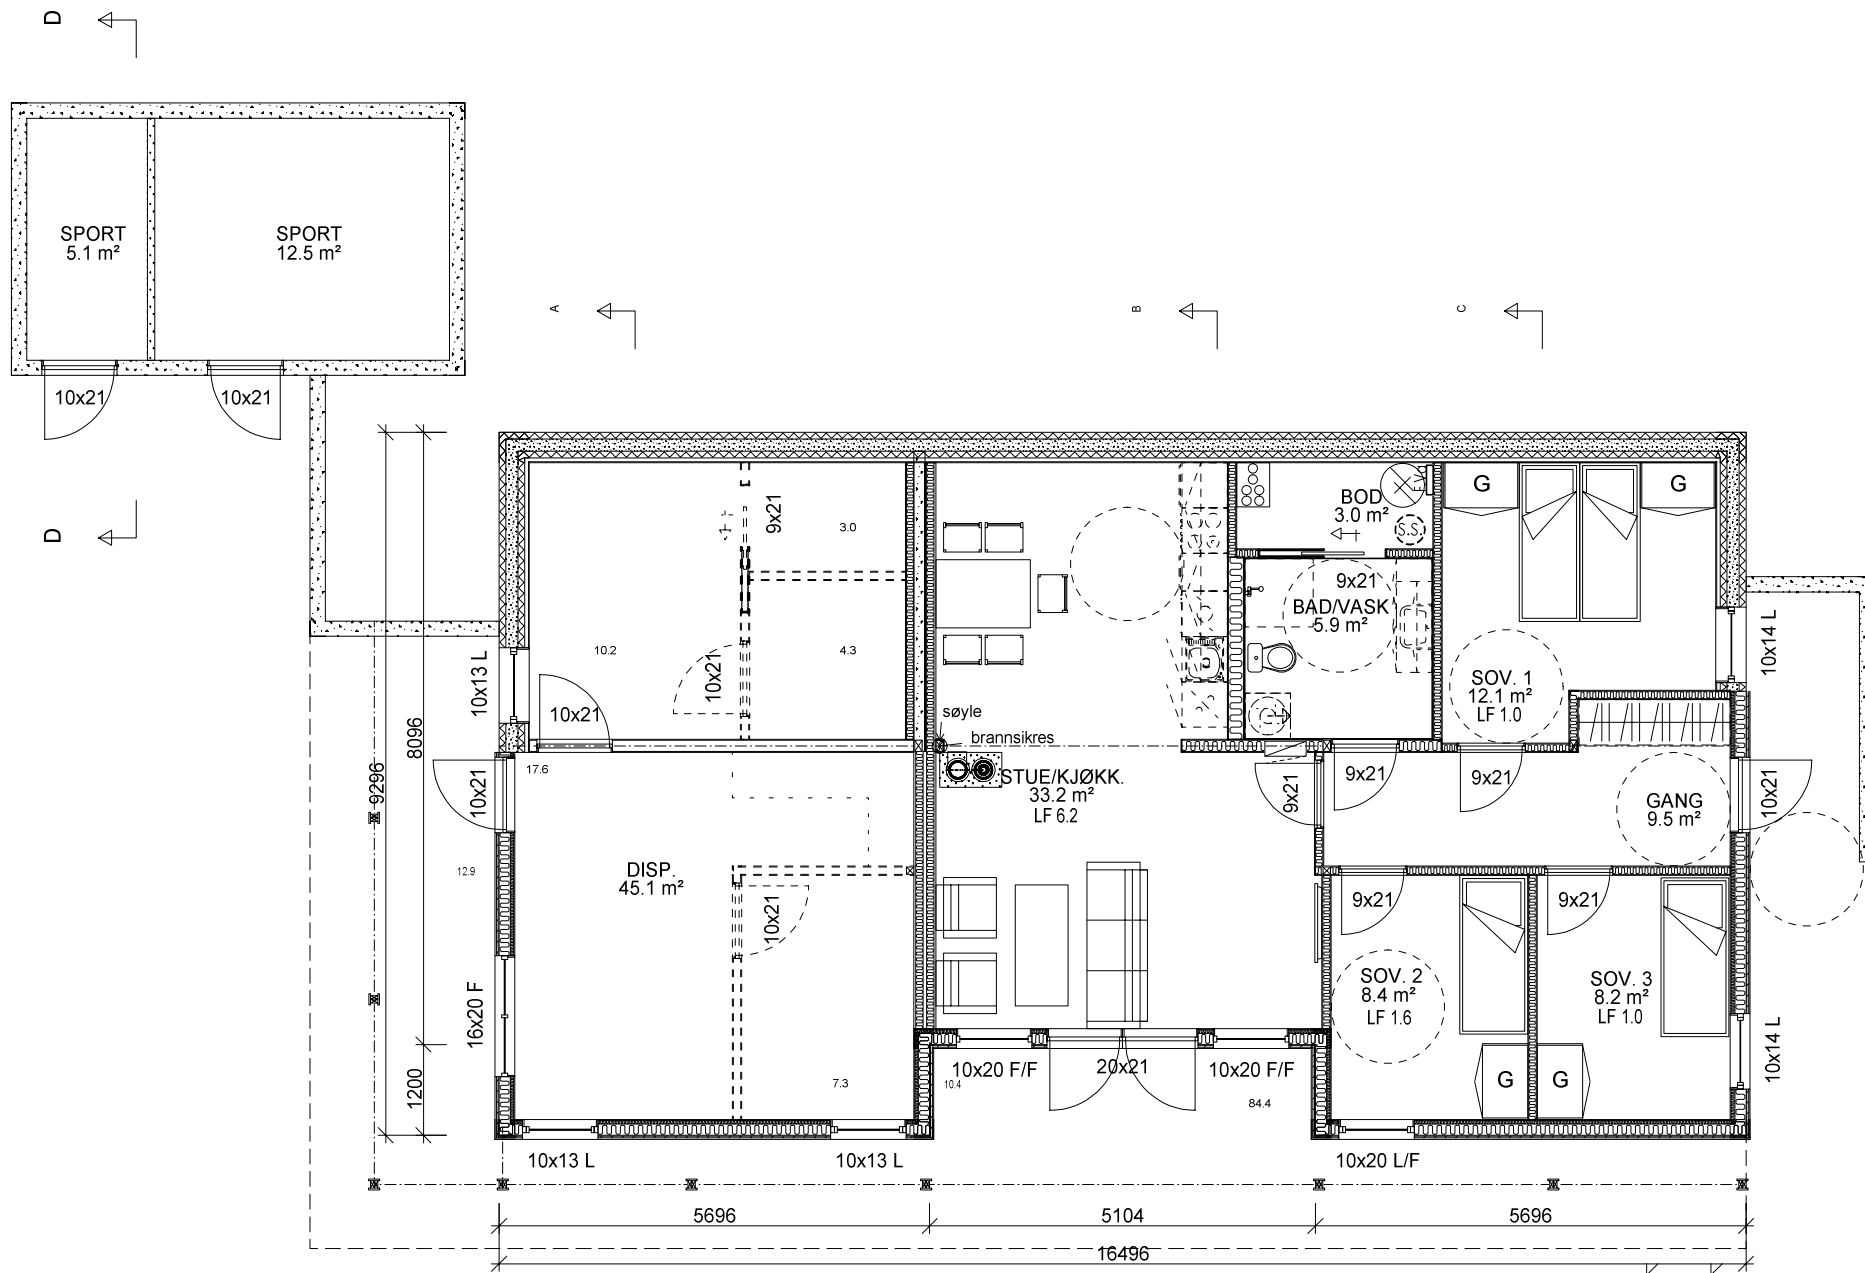 D
SPORT
5.1 m²
SPORT
12.5 m²
10x21
10x21
A
B
C
D
9x21
3.0
10.2
4.3
10x21
10x21
10x13 L
8096
9296
BOD
3.0 m²
S.S.
9x21
BAD/VASK
5.9 m²
G
G
SOV. 1
12.1 m²
LF 1.0
10x14 L
søyle
brannsikres
17.6
10x21
STUE/KJØKK.
33.2 m²
LF 6.2
9x21
9x21
9x21
GANG
9.5 m²
10x21
12.9
DISP.
45.1 m²
10x21
9x21
9x21
16x20 F
SOV. 2
8.4 m²
LF 1.6
SOV. 3
8.2 m²
LF 1.0
10x14 L
1200
7.3
10x20 F/F
20x21
10x20 F/F
10.4
84.4
G
G
10x13 L
10x13 L
10x20 L/F
5696
5104
5696
16496